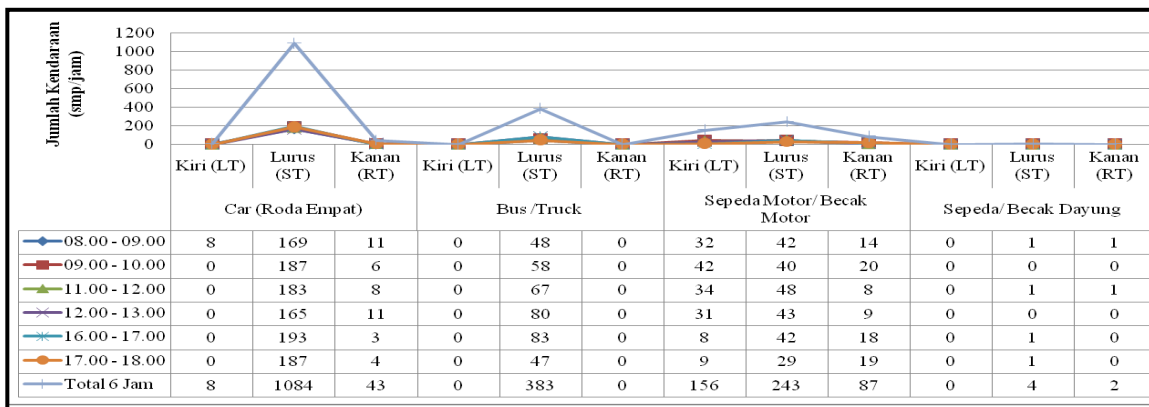 Jumlah Kendaraan
(smp/jam)
1200
1000
800
600
400
200
0
Kiri (LT) Lurus (ST) Kanan (RT) Kiri (LT) Lurus (ST) Kanan (RT) Kiri (LT) Lurus (ST) Kanan (RT) Kiri (LT) Lurus (ST) Kanan (RT)
Car (Roda Empat) Bus /Truck Sepeda Motor/ Becak Motor Sepeda/ Becak Dayung
08.00 - 09.00 8 169 11 0 48 0 32 42 14 0 1 1
09.00 - 10.00 0 187 6 0 58 0 42 40 20 0 0 0
11.00 - 12.00 0 183 8 0 67 0 34 48 8 0 1 1
12.00 - 13.00 0 165 11 0 80 0 31 43 9 0 0 0
16.00 - 17.00 0 193 3 0 83 0 8 42 18 0 1 0
17.00 - 18.00 0 187 4 0 47 0 9 29 19 0 1 0
Total 6 Jam 8 1084 43 0 383 0 156 243 87 0 4 2